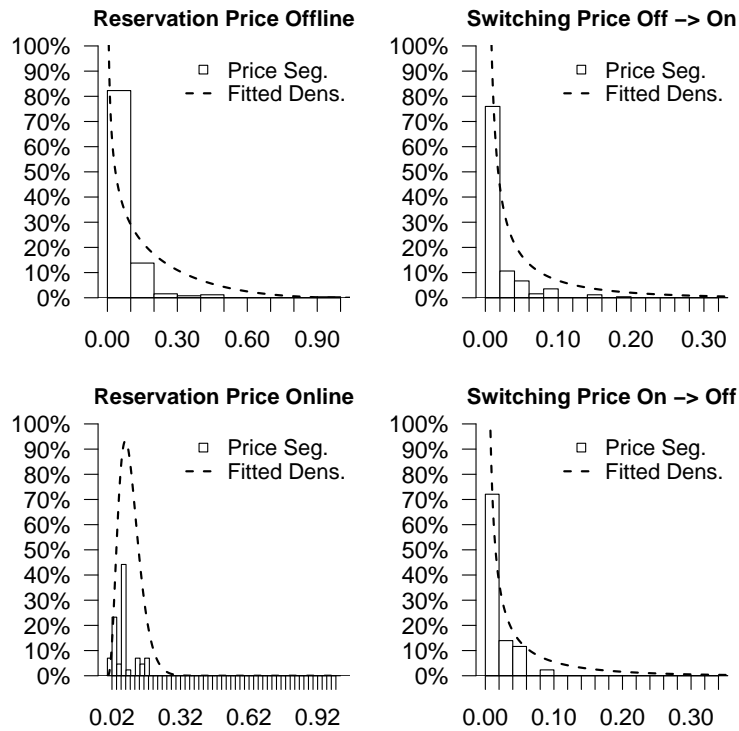 Reservation Price Offline
100%
90%
80%
70%
60%
50%
40%
30%
20%
10%
0%
Price Seg.
Fitted Dens.
0.00 0.30 0.60 0.90
Switching Price Off −> On
100%
90%
80%
70%
60%
50%
40%
30%
20%
10%
0%
Price Seg.
Fitted Dens.
0.00 0.10 0.20 0.30
Reservation Price Online
100%
90%
80%
70%
60%
50%
40%
30%
20%
10%
0%
Price Seg.
Fitted Dens.
0.02 0.32 0.62 0.92
Switching Price On −> Off
100%
90%
80%
70%
60%
50%
40%
30%
20%
10%
0%
Price Seg.
Fitted Dens.
0.00 0.10 0.30